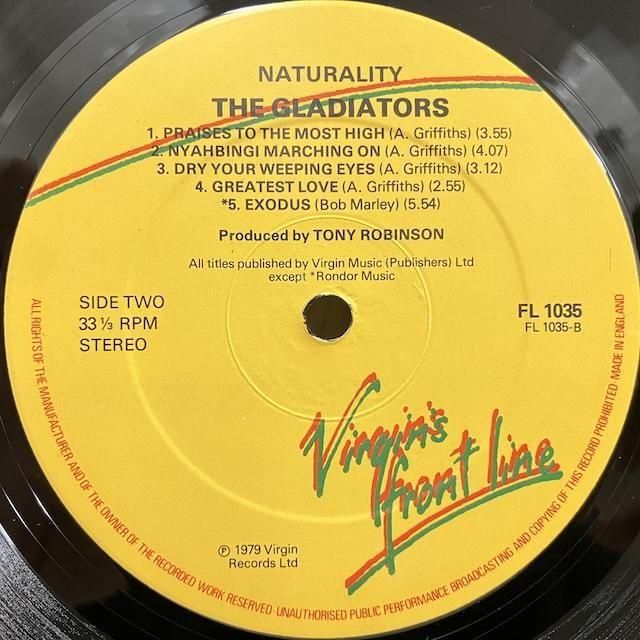 NATURALITY
THE GLADIATORS
1. PRAISES TO THE MOST HIGH (A. Griffiths) (3.55)
2. NYAHBINGI MARCHING ON (A. Griffiths) (4.07)
3. DRY YOUR WEEPING EYES (A. Griffiths) (3.12)
4. GREATEST LOVE (A. Griffiths) (2.55)
*5. EXODUS (Bob Marley) (5.54)
Produced by TONY ROBINSON
All titles published by Virgin Music (Publishers) Ltd
except *Rondor Music
SIDE TWO
33⅓ RPM
STEREO
FL 1035
FL 1035-B
Virgin's
front line
℗ 1979 Virgin
Records Ltd
ALL RIGHTS OF THE MANUFACTURER AND OF THE OWNER OF THE RECORDED WORK RESERVED · UNAUTHORISED PUBLIC PERFORMANCE BROADCASTING AND COPYING OF THIS RECORD PROHIBITED · MADE IN ENGLAND